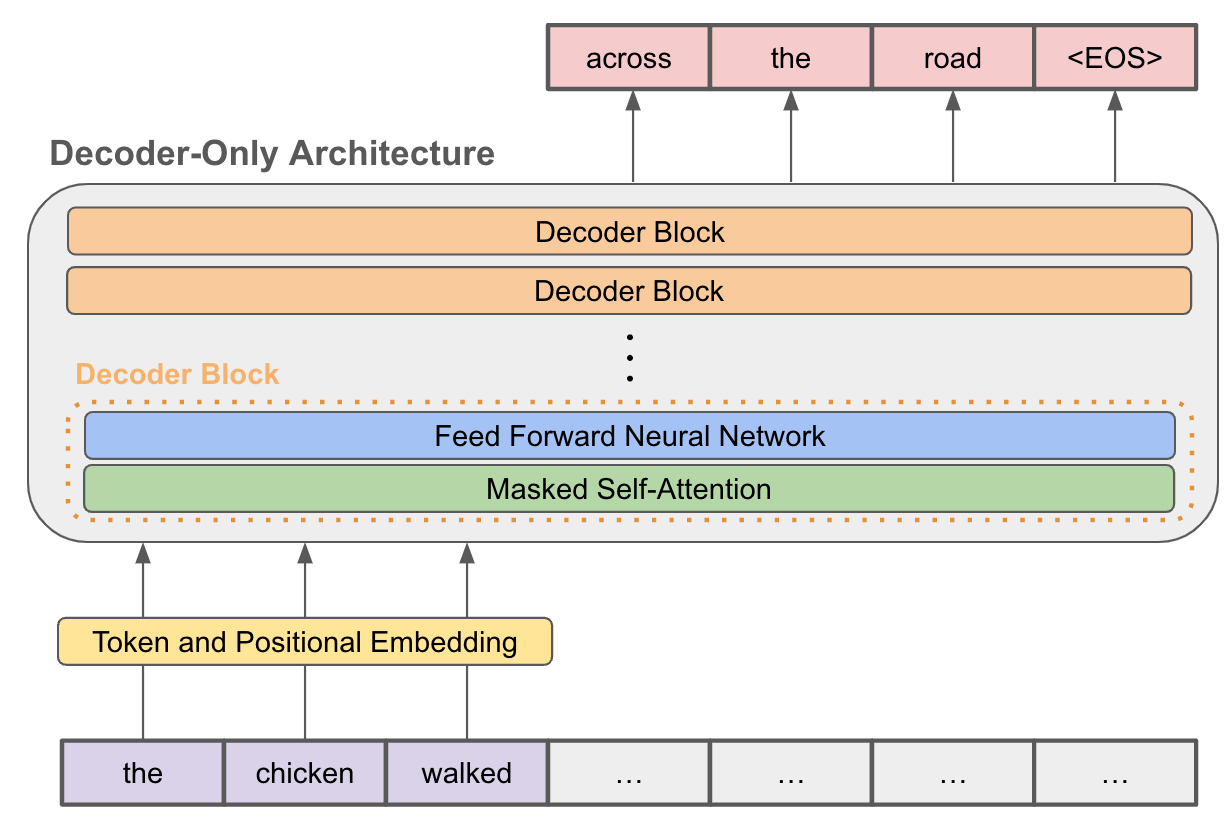 across the road <EOS>
Decoder-Only Architecture
Decoder Block
Decoder Block
Decoder Block
Feed Forward Neural Network
Masked Self-Attention
Token and Positional Embedding
the chicken walked ... ... ... ...